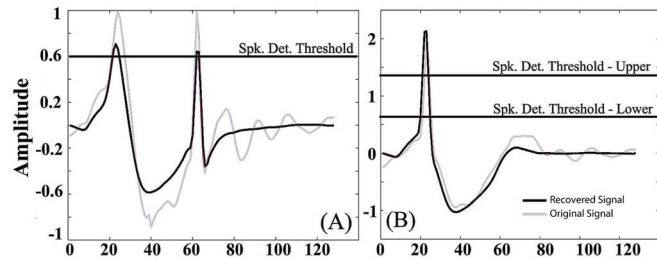 1
0.6
0.2
-0.2
-0.6
-1
Amplitude
Spk. Det. Threshold
(A)
0 20 40 60 80 100 120
2
1
0
-1
Spk. Det. Threshold - Upper
Spk. Det. Threshold - Lower
Recovered Signal
Original Signal
(B)
0 20 40 60 80 100 120